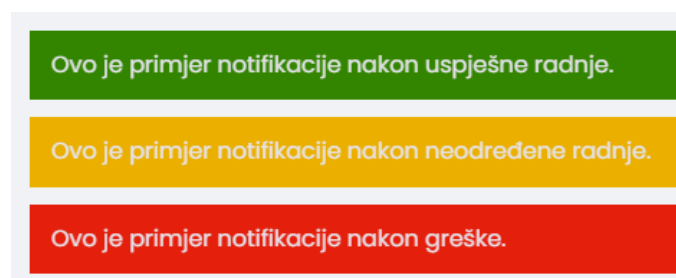 Ovo je primjer notifikacije nakon uspješne radnje.
Ovo je primjer notifikacije nakon neodređene radnje.
Ovo je primjer notifikacije nakon greške.